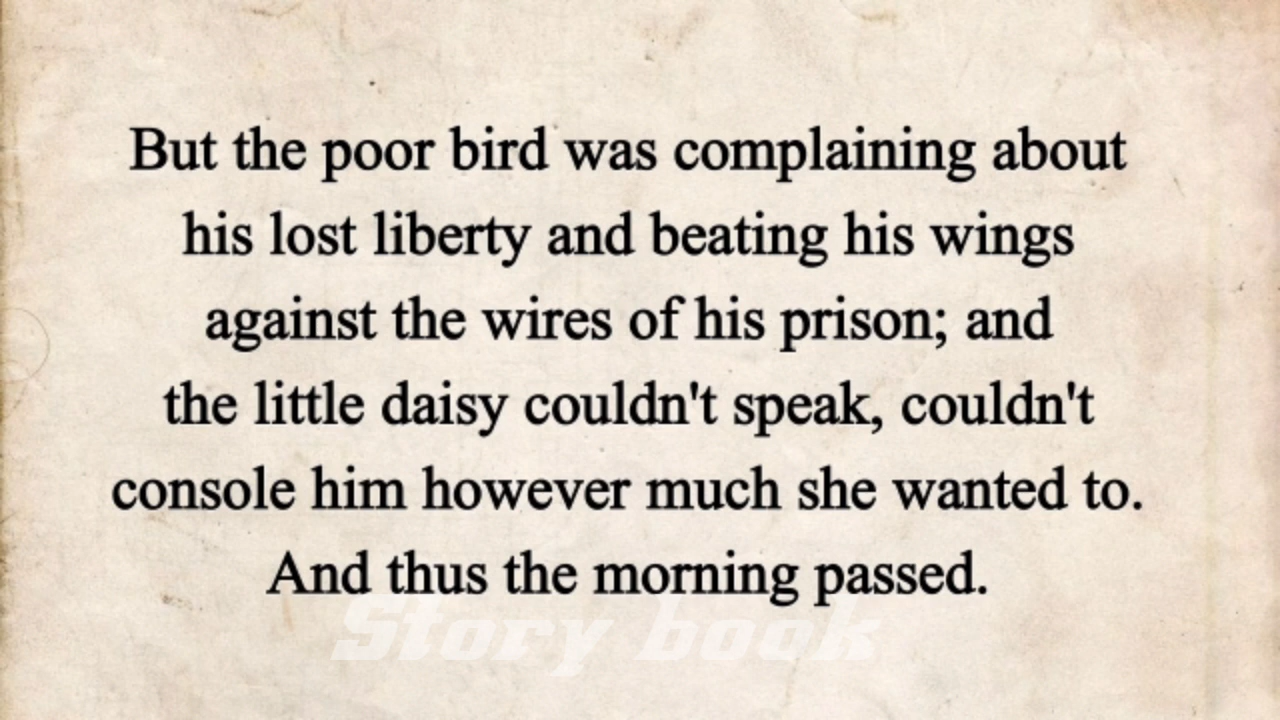 But the poor bird was complaining about
his lost liberty and beating his wings
against the wires of his prison; and
the little daisy couldn't speak, couldn't
console him however much she wanted to.
And thus the morning passed.
Story book